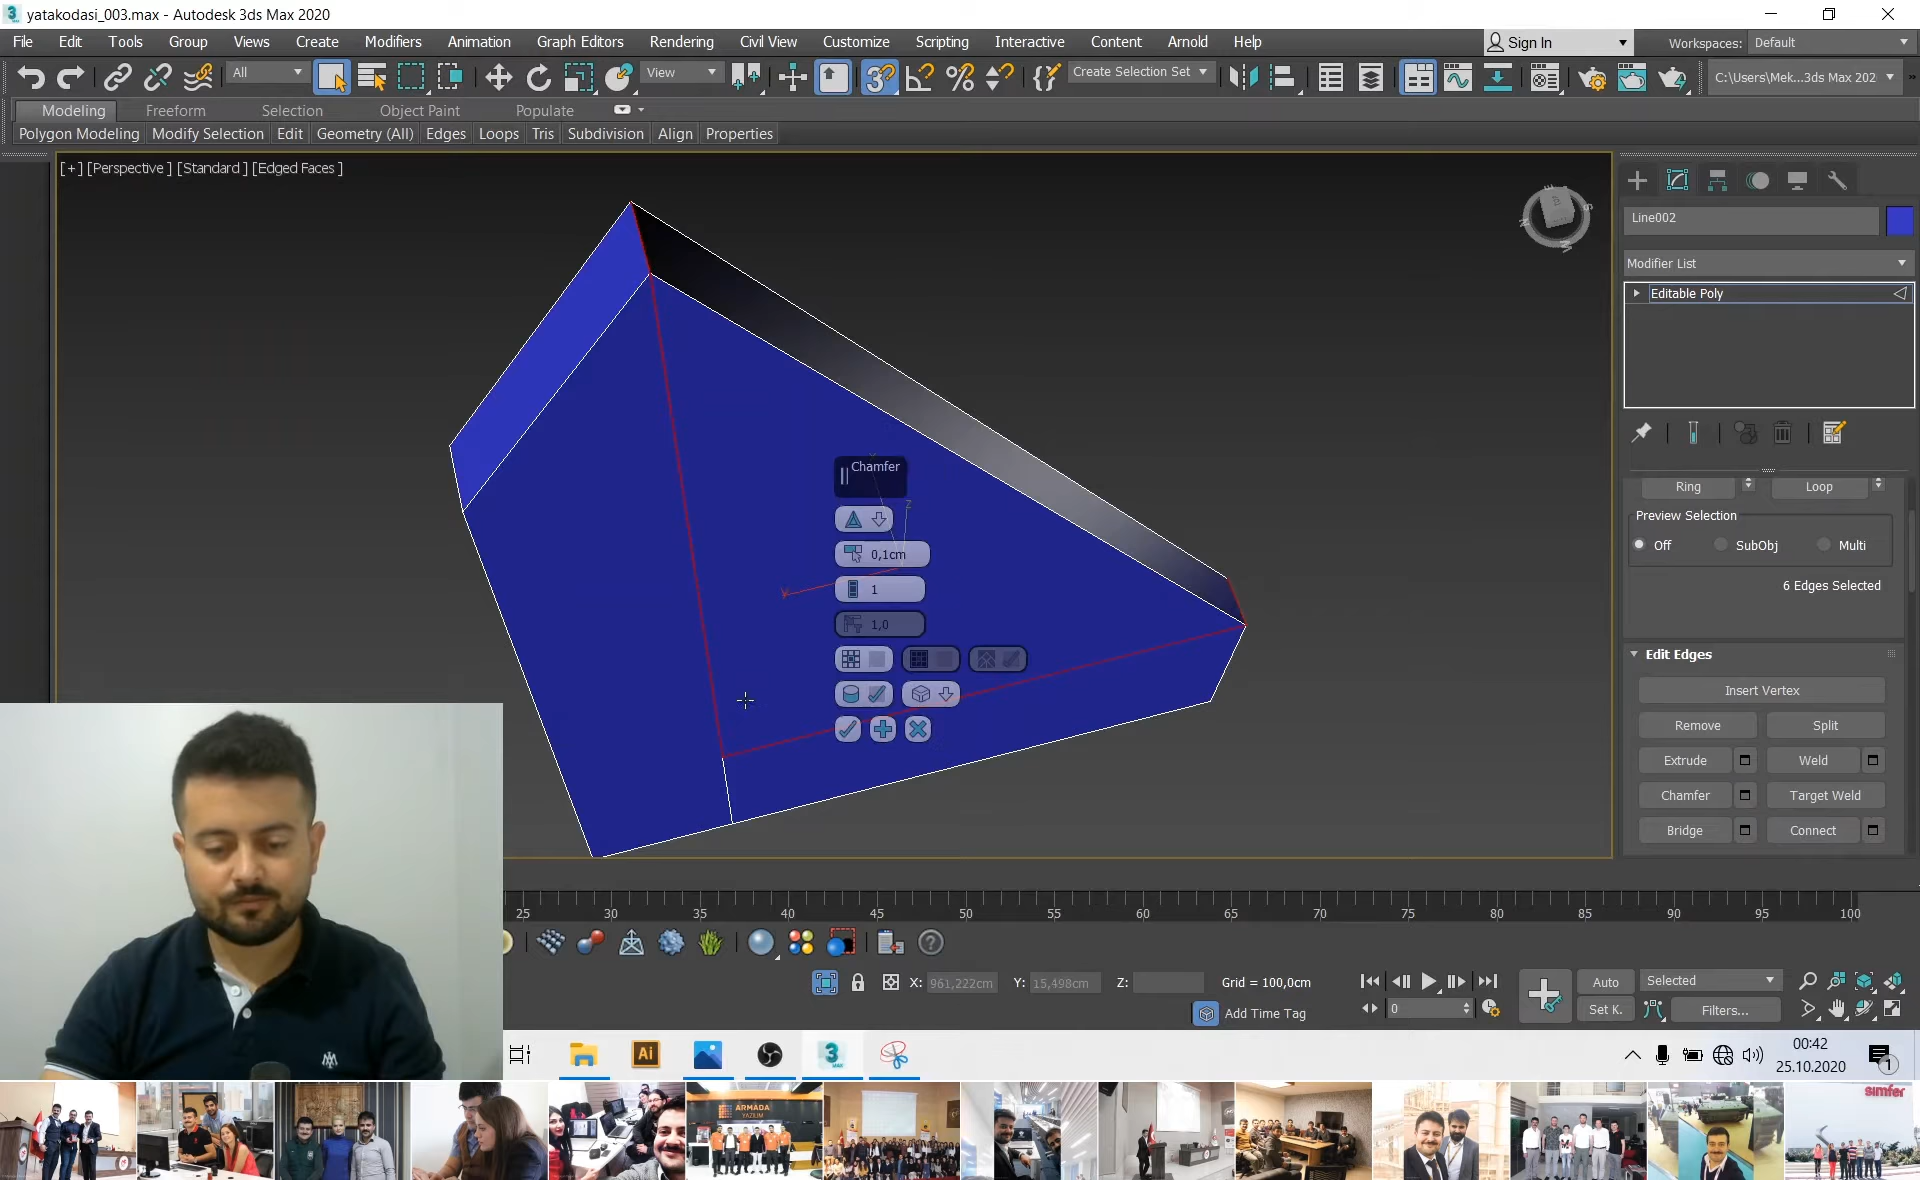 yatakodasi_003.max - Autodesk 3ds Max 2020
File Edit Tools Group Views Create Modifiers Animation Graph Editors Rendering Civil View Customize Scripting Interactive Content Arnold Help
Sign In
Workspaces: Default
All
View
Create Selection Set
C:\Users\Mek...3ds Max 202
Modeling Freeform Selection Object Paint Populate
Polygon Modeling Modify Selection Edit Geometry (All) Edges Loops Tris Subdivision Align Properties
[+] [Perspective ] [Standard ] [Edged Faces ]
Line002
Modifier List
Editable Poly
Chamfer
0,1cm
1
1,0
Ring Loop
Preview Selection
Off SubObj Multi
6 Edges Selected
Edit Edges
Insert Vertex
Remove Split
Extrude Weld
Chamfer Target Weld
Bridge Connect
25 30 35 40 45 50 55 60 65 70 75 80 85 90 95 100
X: 961,222cm Y: 15,498cm Z: Grid = 100,0cm
Add Time Tag
0
Auto Selected
Set K. Filters...
Ai
3
00:42
25.10.2020
1
ARMADA
YAZILIM
simfer